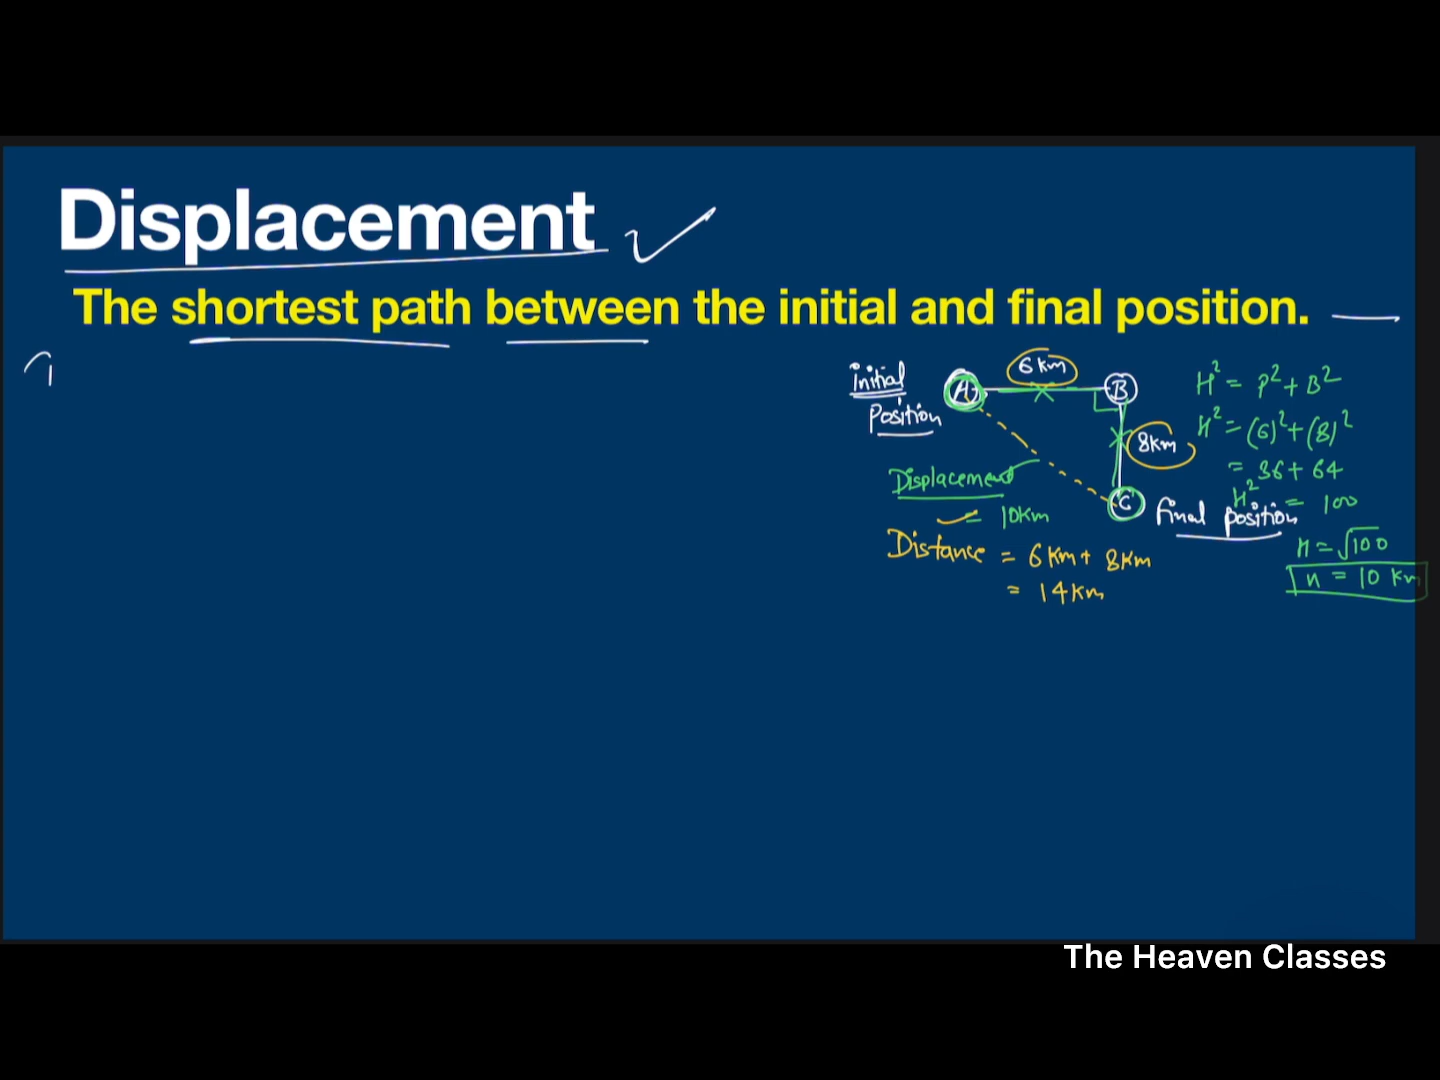 Displacement
The shortest path between the initial and final position.
initial
Position
A
6 km
B
8km
C
final position
Displacement
= 10km
Distance = 6km + 8km
= 14km
H² = P² + B²
H² = (6)² + (8)²
= 36 + 64
H² = 100
H = √100
H = 10 km
The Heaven Classes